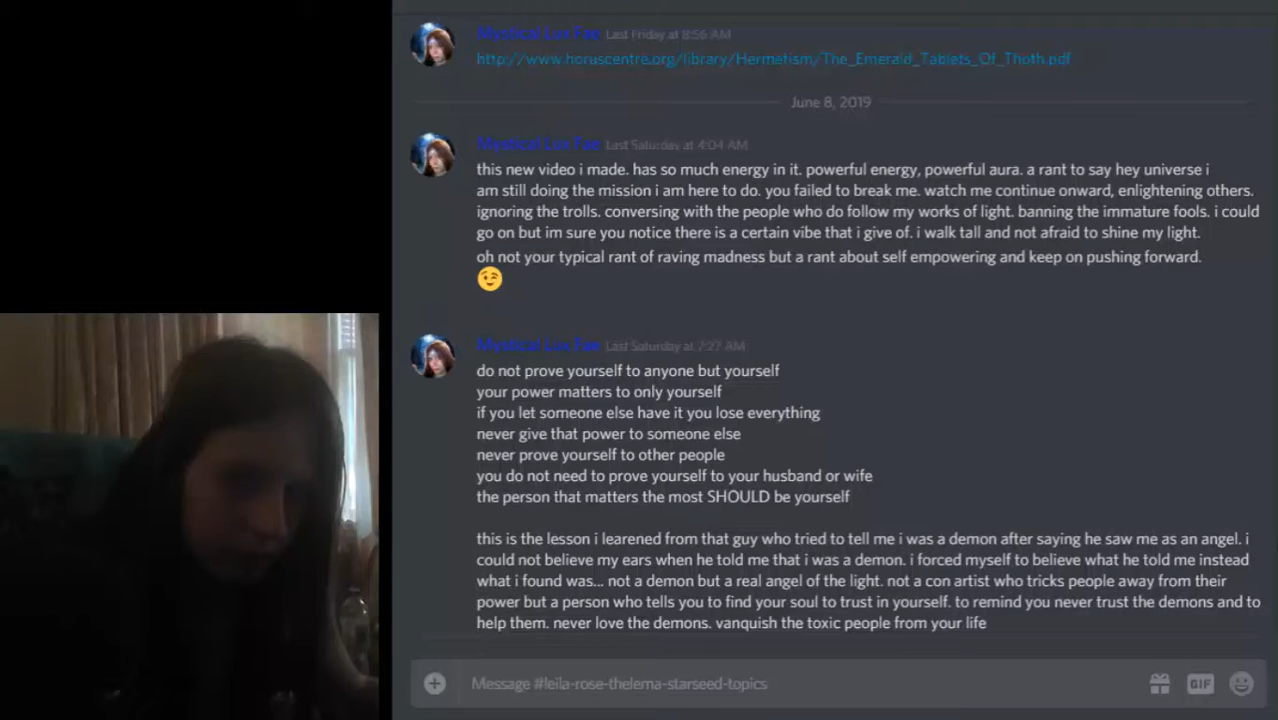 Mystical Luv Fae Last Friday at 8:56 AM
http://www.horuscentre.org/library/Hermetism/The_Emerald_Tablets_Of_Thoth.pdf
June 8, 2019
Mystical Luv Fae Last Saturday at 4:04 AM
this new video i made. has so much energy in it. powerful energy, powerful aura. a rant to say hey universe i
am still doing the mission i am here to do. you failed to break me. watch me continue onward, enlightening others.
ignoring the trolls. conversing with the people who do follow my works of light. banning the immature fools. i could
go on but im sure you notice there is a certain vibe that i give of. i walk tall and not afraid to shine my light.
oh not your typical rant of raving madness but a rant about self empowering and keep on pushing forward.
Mystical Luv Fae Last Saturday at 7:27 AM
do not prove yourself to anyone but yourself
your power matters to only yourself
if you let someone else have it you lose everything
never give that power to someone else
never prove yourself to other people
you do not need to prove yourself to your husband or wife
the person that matters the most SHOULD be yourself
this is the lesson i learened from that guy who tried to tell me i was a demon after saying he saw me as an angel. i
could not believe my ears when he told me that i was a demon. i forced myself to believe what he told me instead
what i found was... not a demon but a real angel of the light. not a con artist who tricks people away from their
power but a person who tells you to find your soul to trust in yourself. to remind you never trust the demons and to
help them. never love the demons. vanquish the toxic people from your life
Message #leila-rose-thelema-starseed-topics
GIF